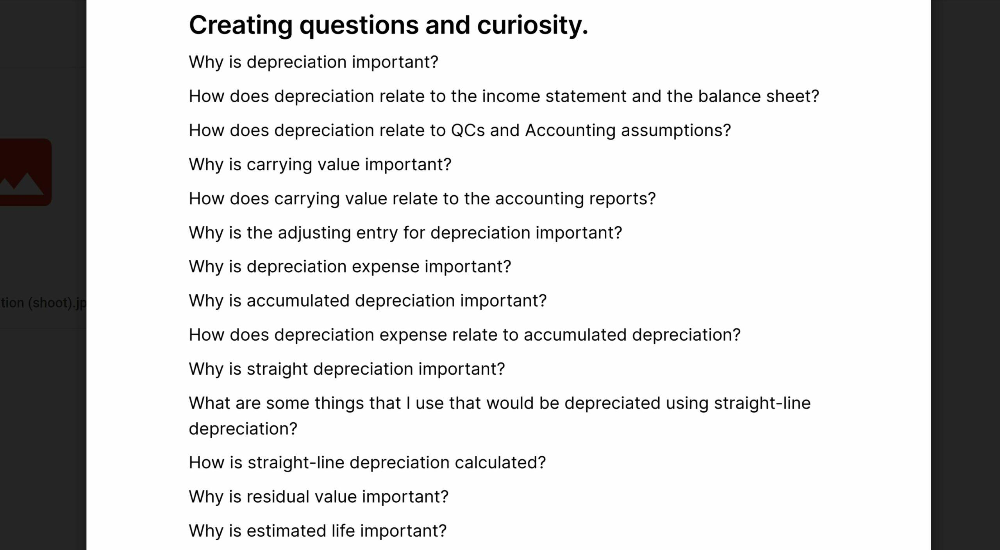 Creating questions and curiosity.
Why is depreciation important?
How does depreciation relate to the income statement and the balance sheet?
How does depreciation relate to QCs and Accounting assumptions?
Why is carrying value important?
How does carrying value relate to the accounting reports?
Why is the adjusting entry for depreciation important?
Why is depreciation expense important?
tion (shoot).jp
Why is accumulated depreciation important?
How does depreciation expense relate to accumulated depreciation?
Why is straight depreciation important?
What are some things that I use that would be depreciated using straight-line
depreciation?
How is straight-line depreciation calculated?
Why is residual value important?
Why is estimated life important?